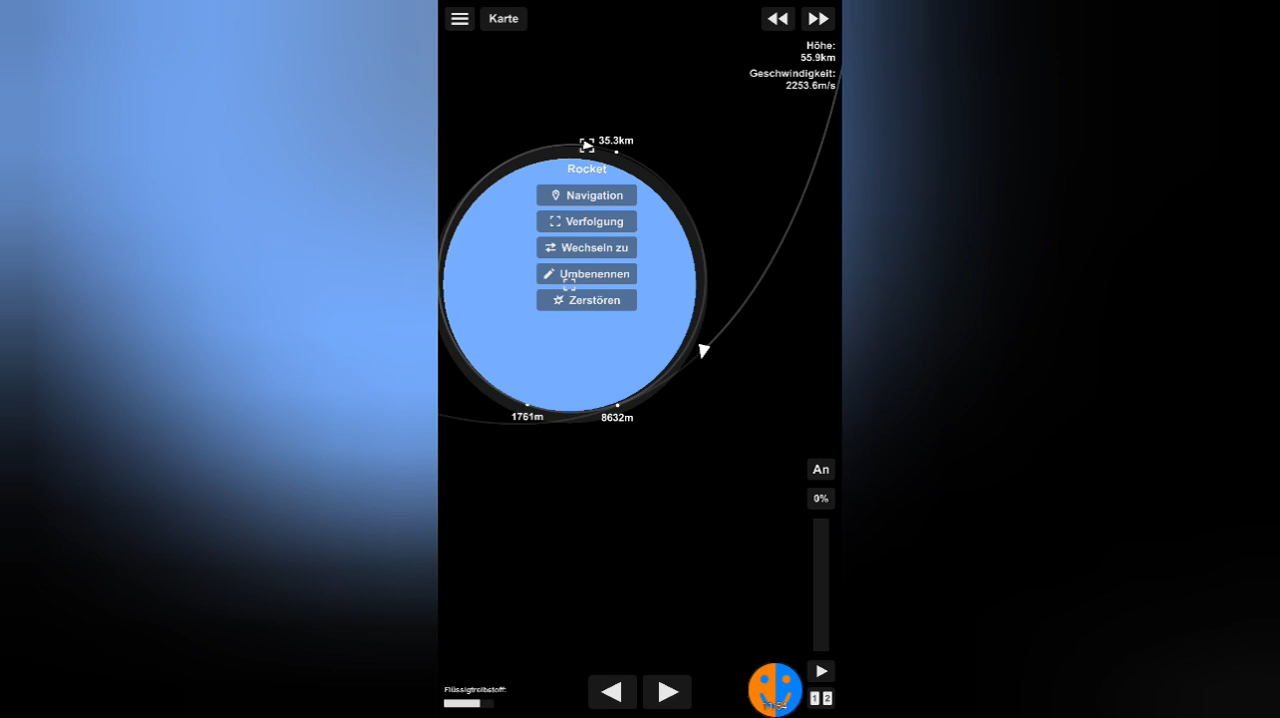 Karte
Höhe:
55.9km
Geschwindigkeit:
2253.6m/s
35.3km
Rocket
Navigation
Verfolgung
Wechseln zu
Umbenennen
Zerstören
1751m
8632m
An
0%
Flüssigtreibstoff:
1 2